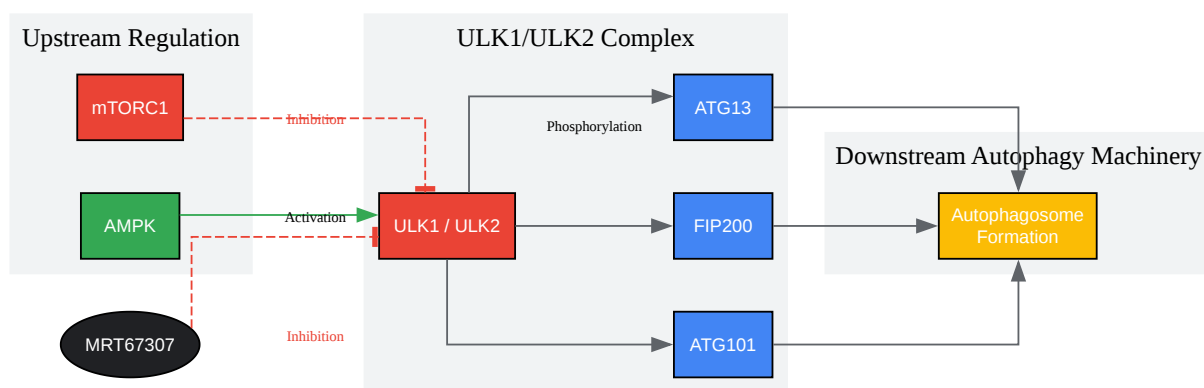 Upstream Regulation
ULK1/ULK2 Complex
mTORC1
Inhibition
Phosphorylation
ATG13
Downstream Autophagy Machinery
AMPK
Activation
ULK1 / ULK2
FIP200
Autophagosome
Formation
MRT67307
Inhibition
ATG101